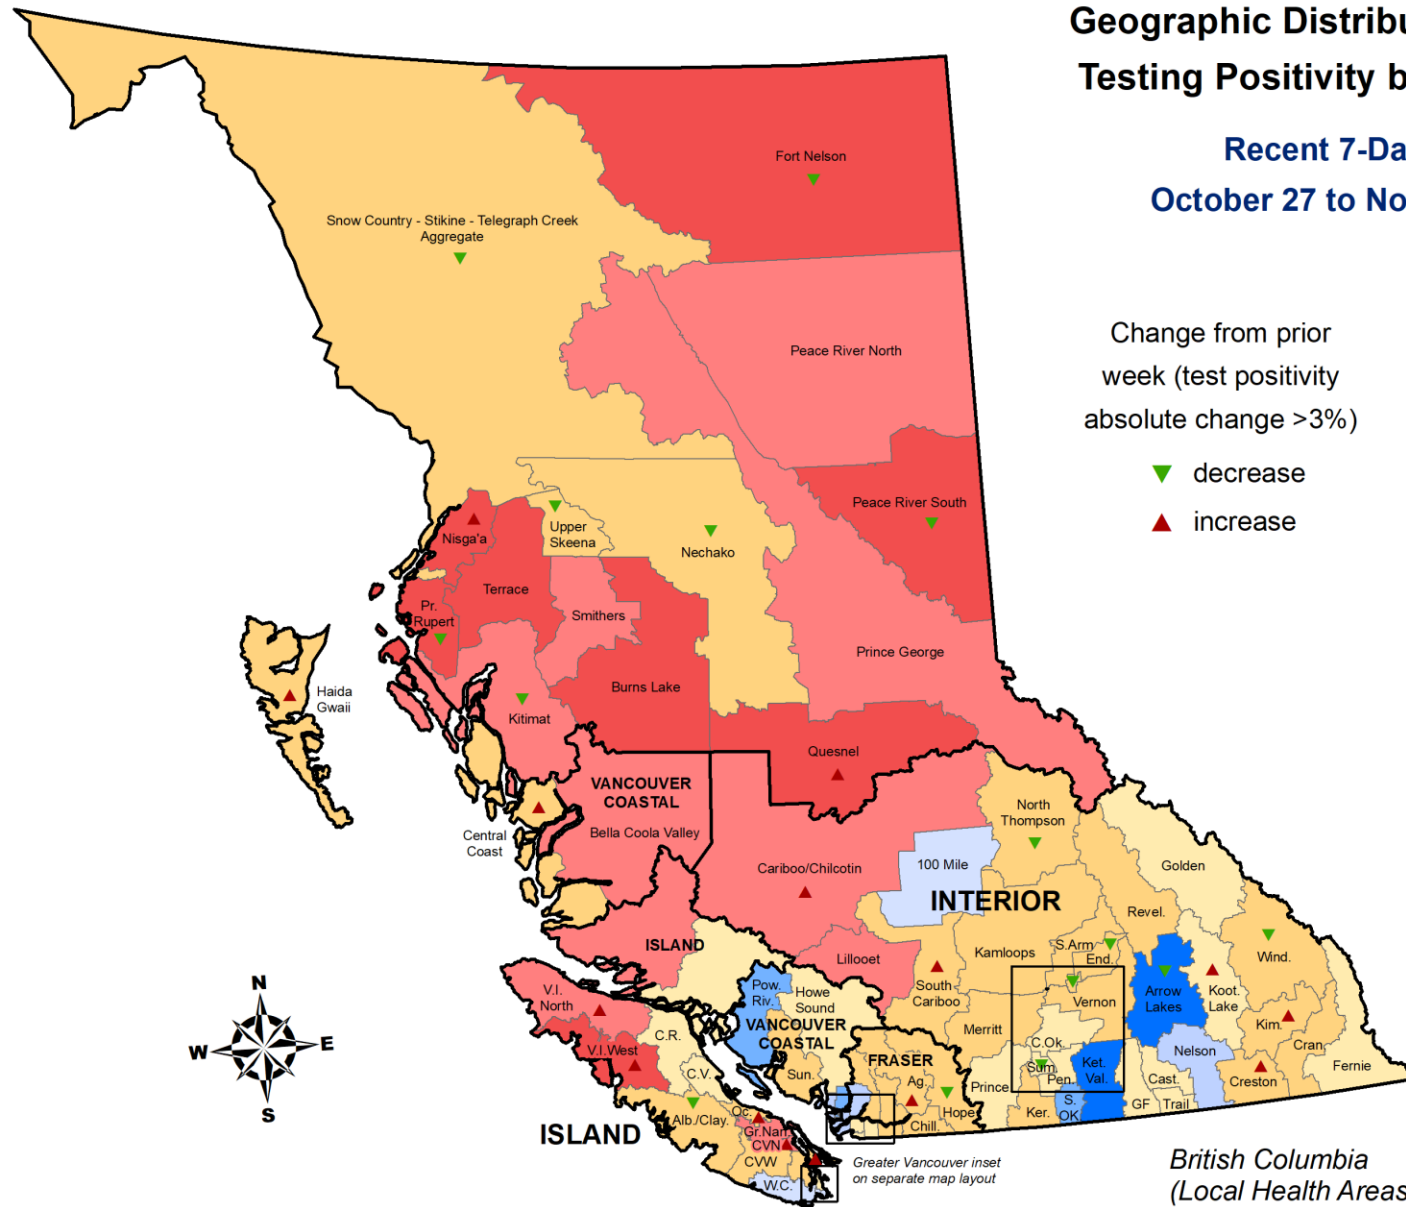 Geographic Distribu
Testing Positivity b
Recent 7-Da
October 27 to No
Change from prior
week (test positivity
absolute change >3%)
decrease
increase
Fort Nelson
Snow Country - Stikine - Telegraph Creek
Aggregate
Peace River North
Peace River South
Nisga'a
Upper
Skeena
Nechako
Terrace
Pr.
Rupert
Smithers
Prince George
Haida
Gwaii
Kitimat
Burns Lake
Quesnel
VANCOUVER
COASTAL
Bella Coola Valley
Central
Coast
North
Thompson
Cariboo/Chilcotin
100 Mile
Golden
INTERIOR
Revel.
ISLAND
Lillooet
Kamloops
S.Arm
End.
Wind.
South
Cariboo
V.I.
North
Pow.
Riv.
Howe
Sound
Vernon
Arrow
Lakes
Koot.
Lake
VANCOUVER
COASTAL
Merritt
Kim.
C.R.
V.I.West
C.Ok.
Nelson
Cran.
FRASER
Sum.
Ket.
Val.
Fernie
C.V.
Sun.
Ag.
Prince
Pen.
Cast.
Creston
Hope
Alb./Clay.
Oc.
Chill.
Ker.
S.
OK
GF
Trail
Gr.Nan.
CVN
ISLAND
CVW
W.C.
Greater Vancouver inset
on separate map layout
N
W
E
S
British Columbia
(Local Health Areas